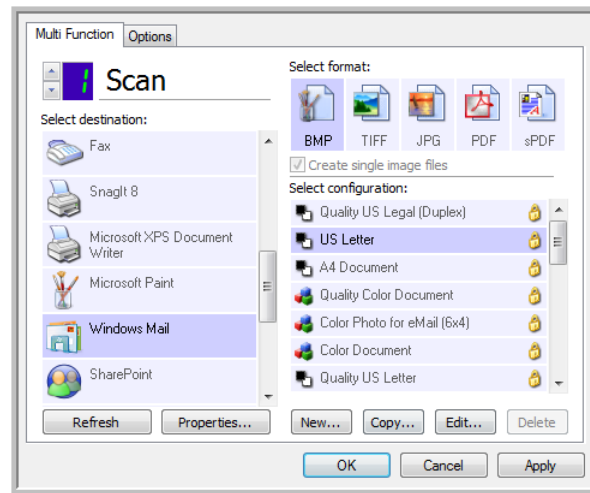 Multi Function
Options
1
Scan
Select destination:
Fax
SnagIt 8
Microsoft XPS Document
Writer
Microsoft Paint
Windows Mail
SharePoint
Refresh
Properties...
Select format:
BMP
TIFF
JPG
PDF
sPDF
Create single image files
Select configuration:
Quality US Legal (Duplex)
US Letter
A4 Document
Quality Color Document
Color Photo for eMail (6x4)
Color Document
Quality US Letter
New...
Copy...
Edit...
Delete
OK
Cancel
Apply